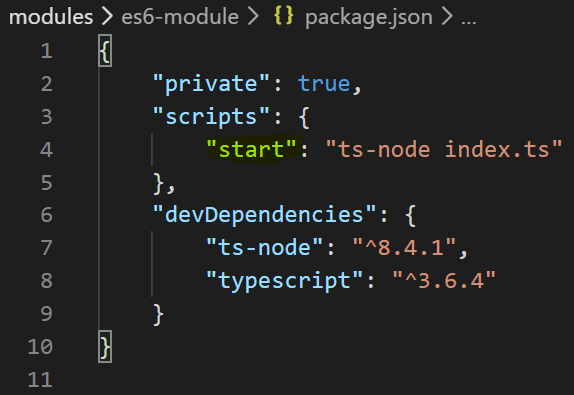 modules > es6-module > {} package.json > ...
1 {
2 "private": true,
3 "scripts": {
4 "start": "ts-node index.ts"
5 },
6 "devDependencies": {
7 "ts-node": "^8.4.1",
8 "typescript": "^3.6.4"
9 }
10 }
11